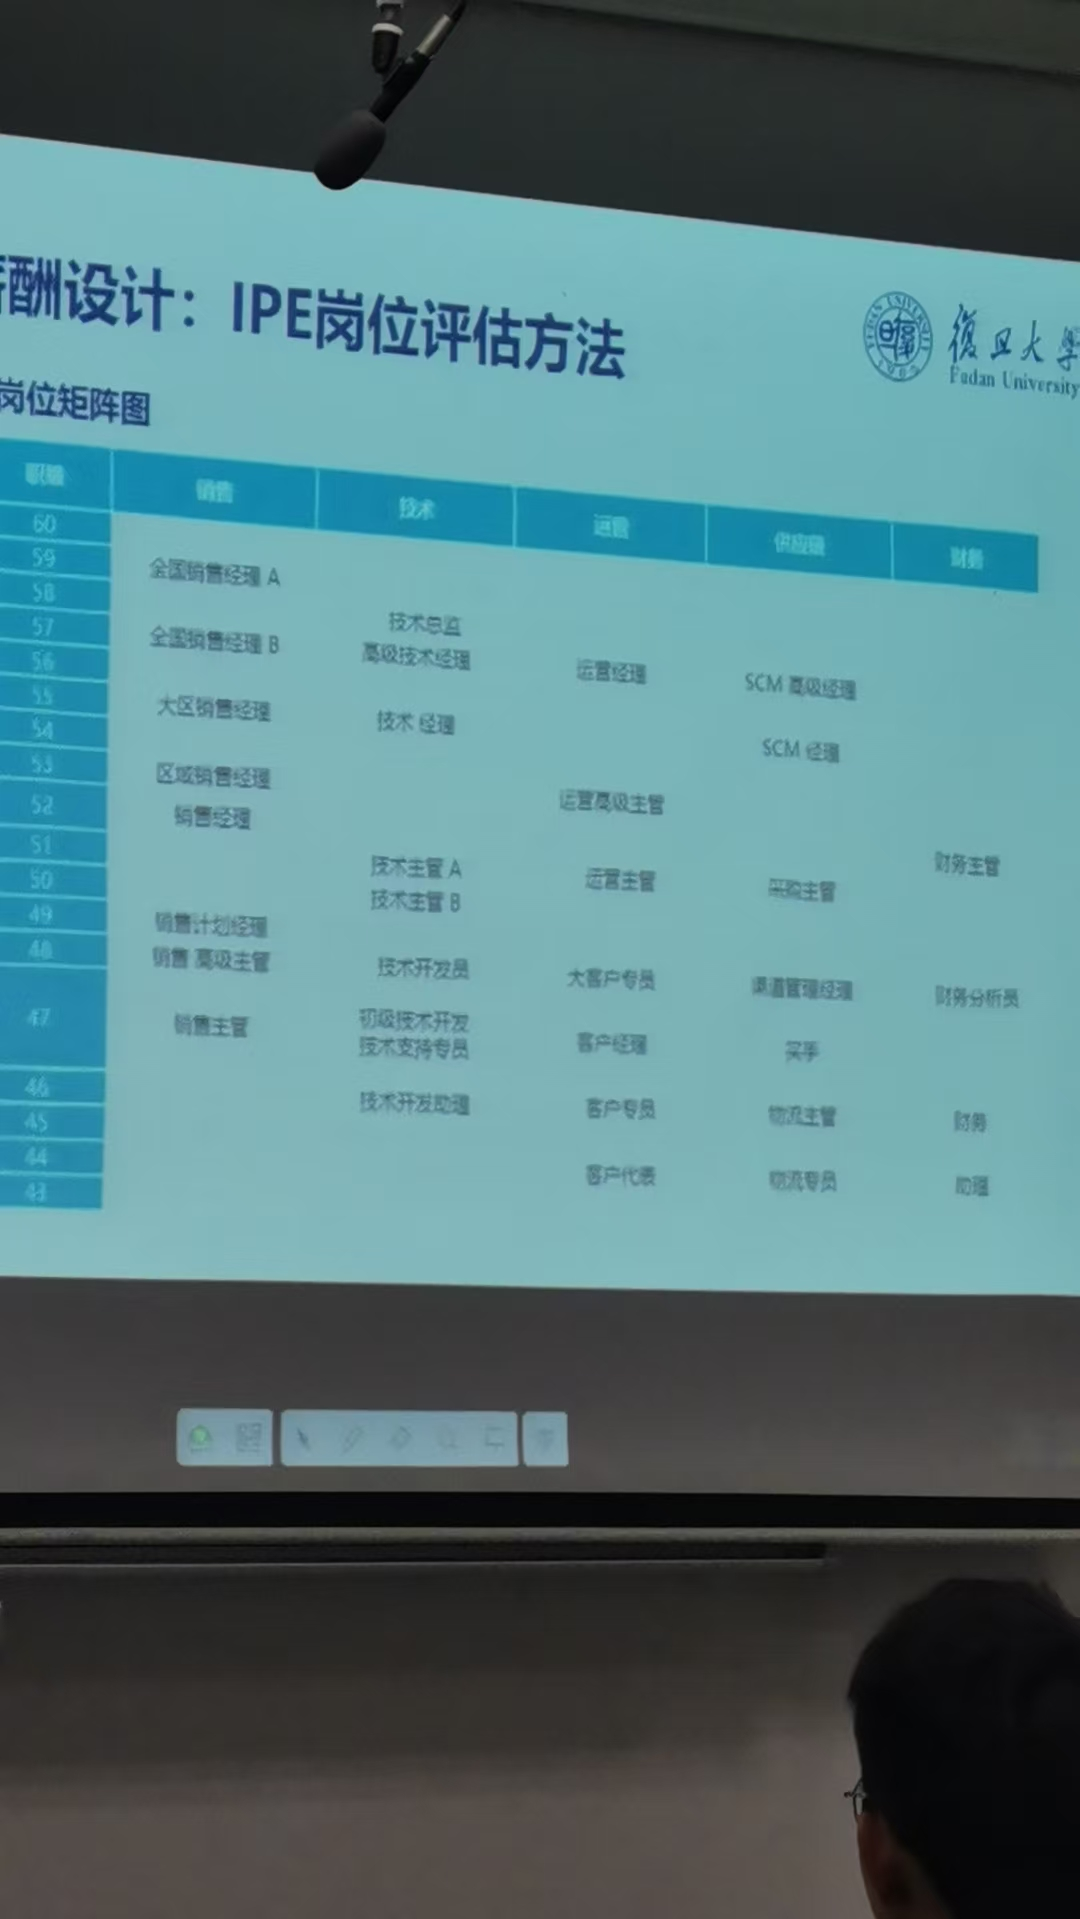 酬设计：IPE岗位评估方法
復旦大學
Fudan University
岗位矩阵图
职级 销售 技术 运营 供应链 财务
60
59 全国销售经理 A
58
57 全国销售经理 B 技术总监
56 高级技术经理 运营经理 SCM 高级经理
55 大区销售经理
54 技术 经理 SCM 经理
53 区域销售经理
52 销售经理 运营高级主管
51 财务主管
50 技术主管 A 运营主管 采购主管
49 销售计划经理 技术主管 B
48 销售 高级主管 技术开发员 大客户专员 渠道管理经理 财务分析员
47 销售主管 初级技术开发 客户经理 买手
技术支持专员
46 技术开发助理 客户专员 物流主管 财务
45
44 客户代表 物流专员 助理
43